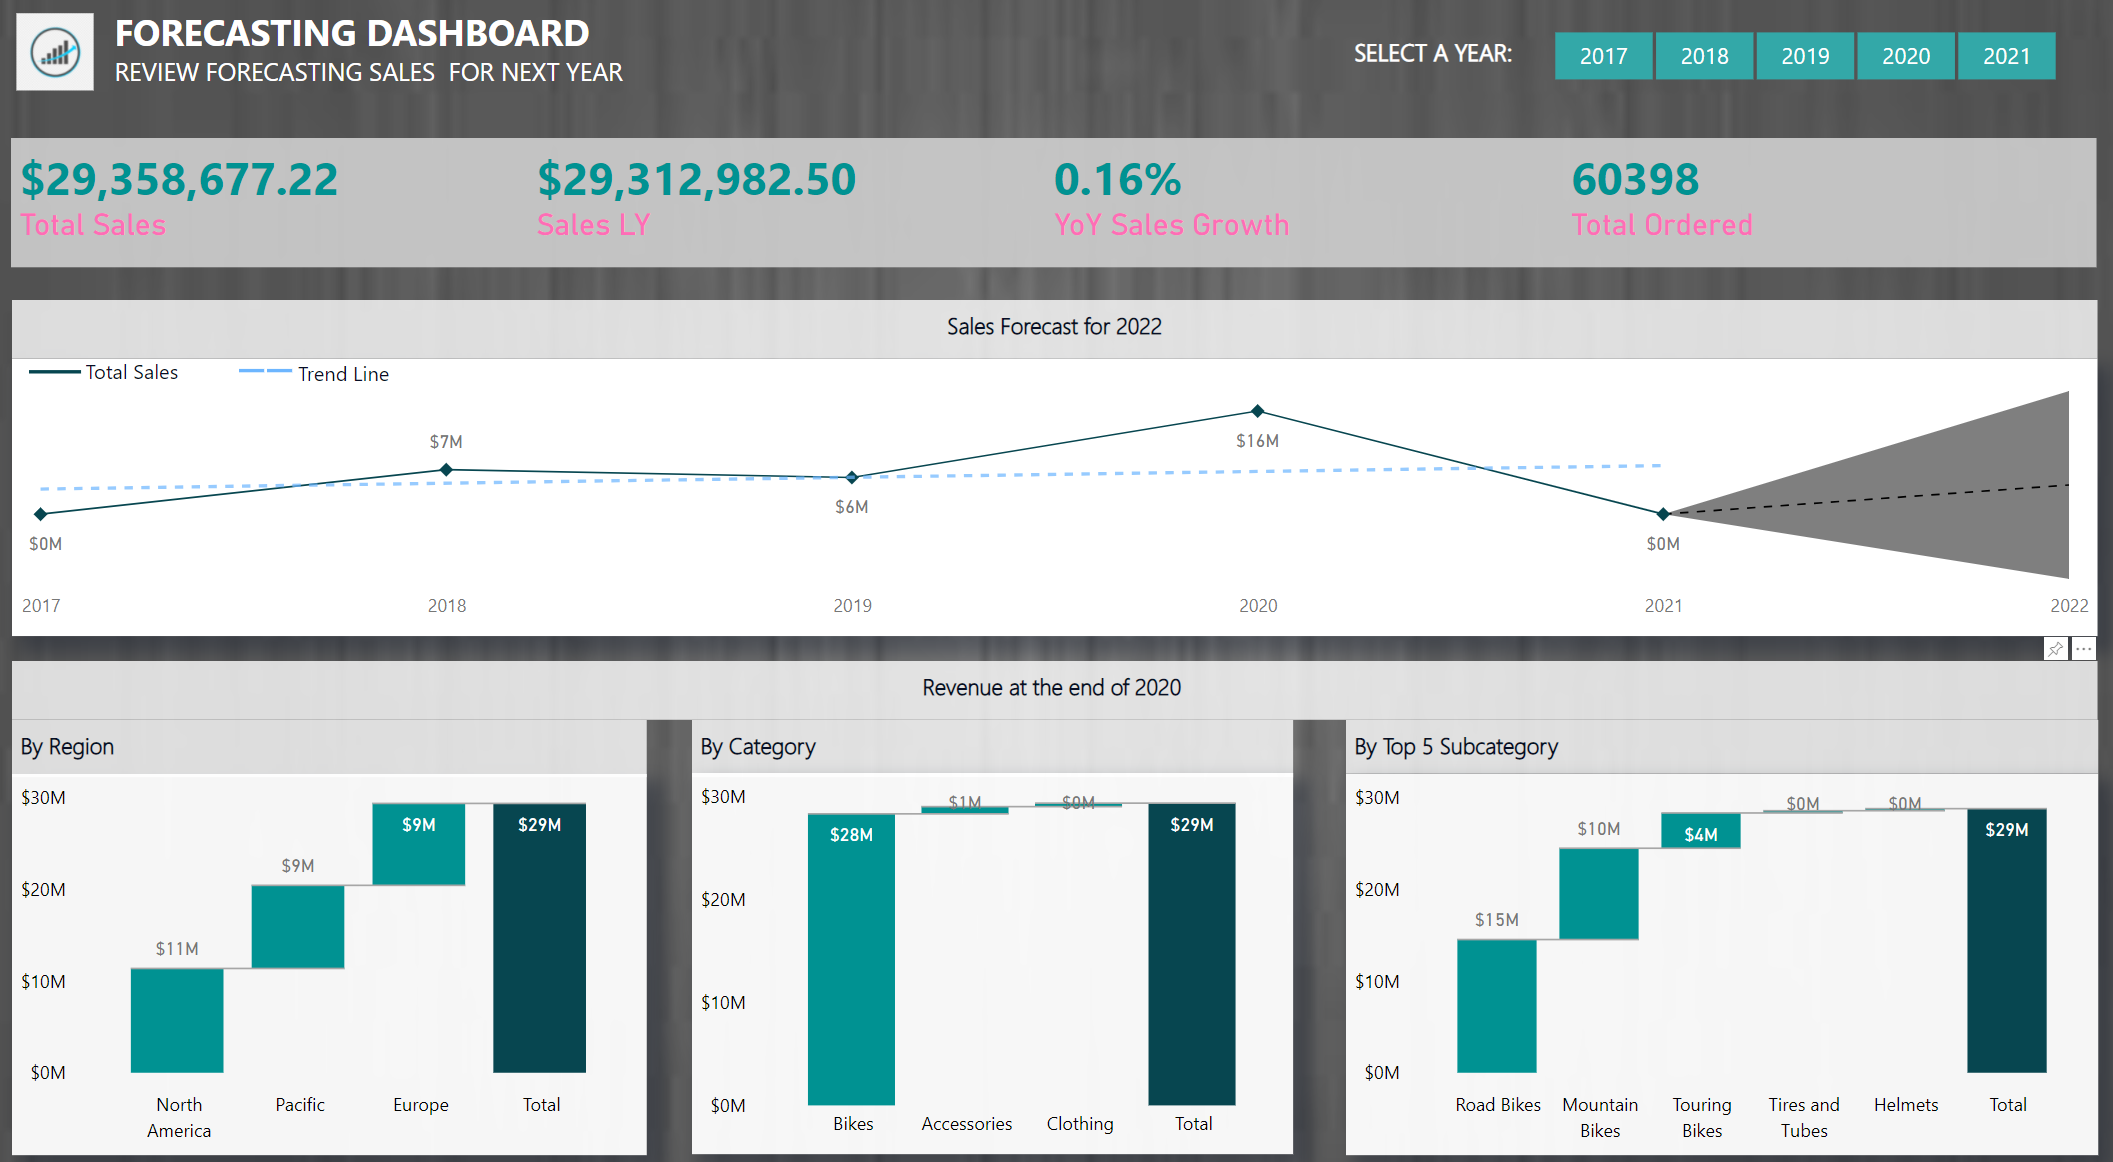 FORECASTING DASHBOARD
REVIEW FORECASTING SALES  FOR NEXT YEAR
SELECT A YEAR:
2017
2018
2019
2020
2021
$29,358,677.22
Total Sales
$29,312,982.50
Sales LY
0.16%
YoY Sales Growth
60398
Total Ordered
Sales Forecast for 2022
Total Sales
Trend Line
$0M
$7M
$6M
$16M
$0M
2017
2018
2019
2020
2021
2022
Revenue at the end of 2020
By Region
$30M
$20M
$10M
$0M
$11M
$9M
$9M
$29M
North
America
Pacific
Europe
Total
By Category
$30M
$20M
$10M
$0M
$28M
$1M
$0M
$29M
Bikes
Accessories
Clothing
Total
By Top 5 Subcategory
$30M
$20M
$10M
$0M
$15M
$10M
$4M
$0M
$0M
$29M
Road Bikes
Mountain
Bikes
Touring
Bikes
Tires and
Tubes
Helmets
Total